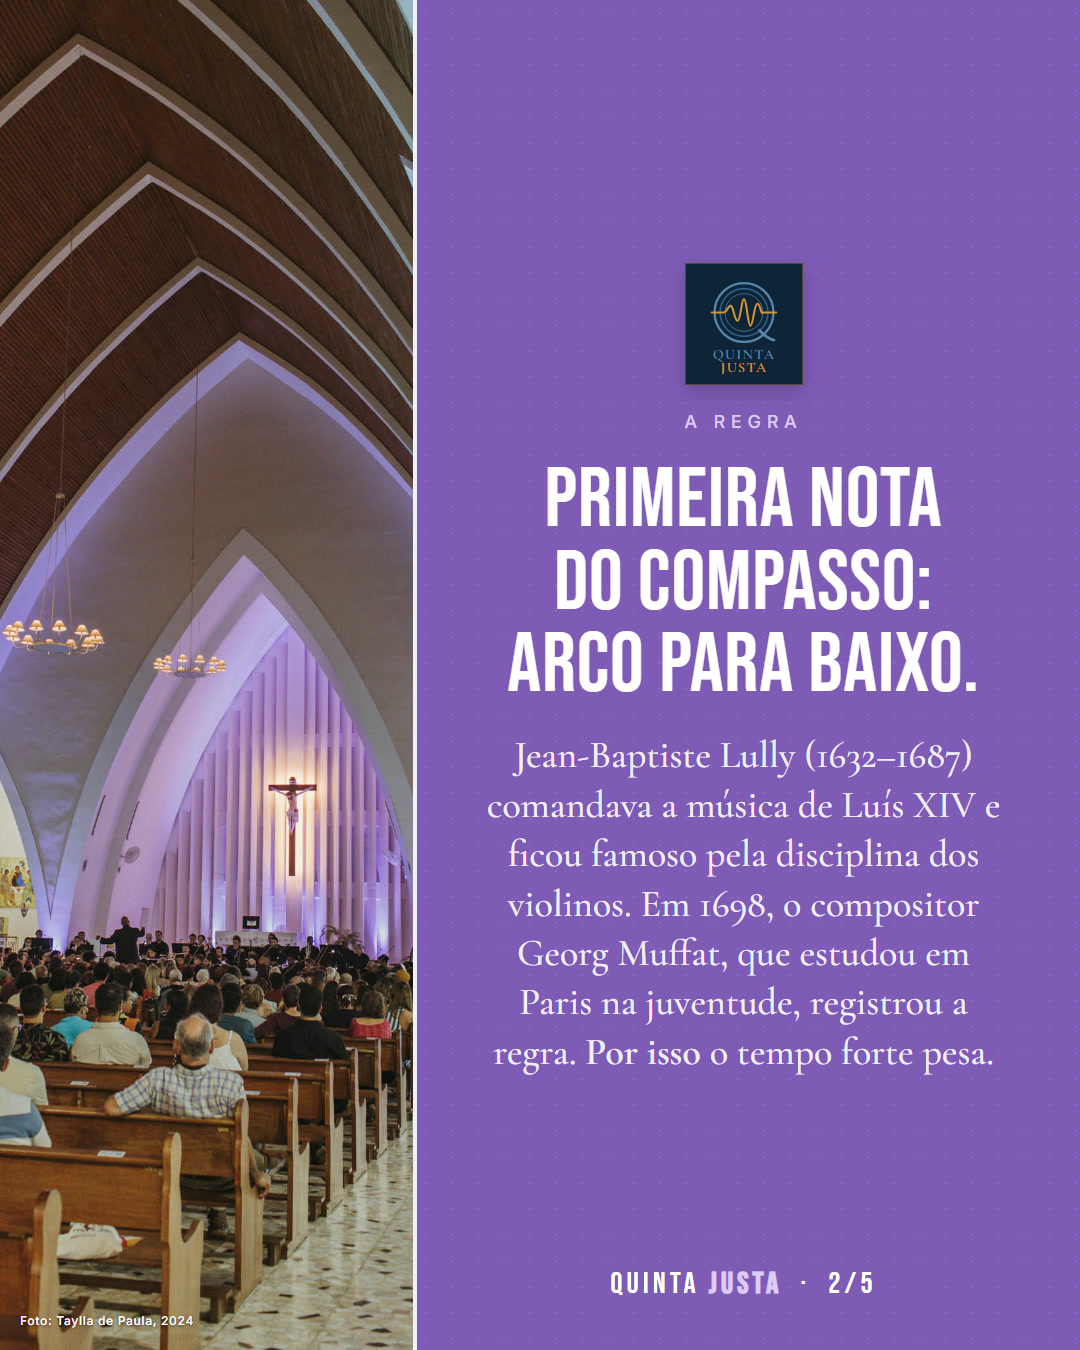 QUINTA
JUSTA
A REGRA
PRIMEIRA NOTA
DO COMPASSO:
ARCO PARA BAIXO.
Jean-Baptiste Lully (1632–1687)
comandava a música de Luís XIV e
ficou famoso pela disciplina dos
violinos. Em 1698, o compositor
Georg Muffat, que estudou em
Paris na juventude, registrou a
regra. Por isso o tempo forte pesa.
QUINTA JUSTA · 2/5
Foto: Taylla de Paula, 2024